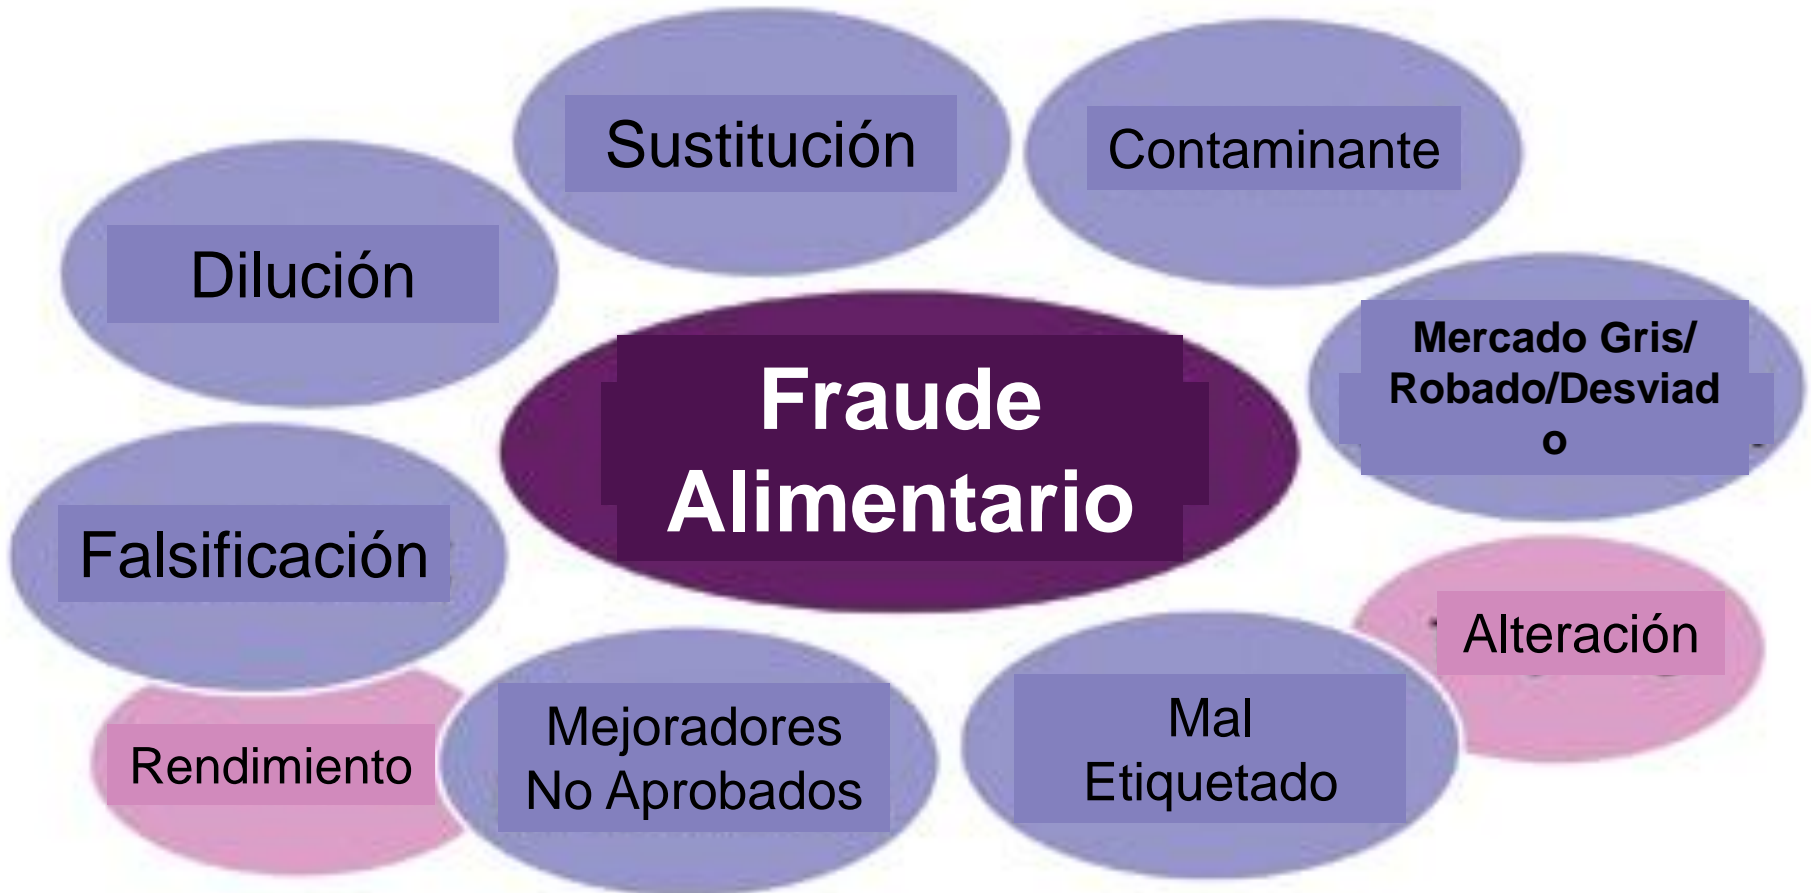 Sustitución
Contaminante
Dilución
Mercado Gris/
Robado/Desviad
o
Fraude
Alimentario
Falsificación
Alteración
Rendimiento
Mejoradores
No Aprobados
Mal
Etiquetado